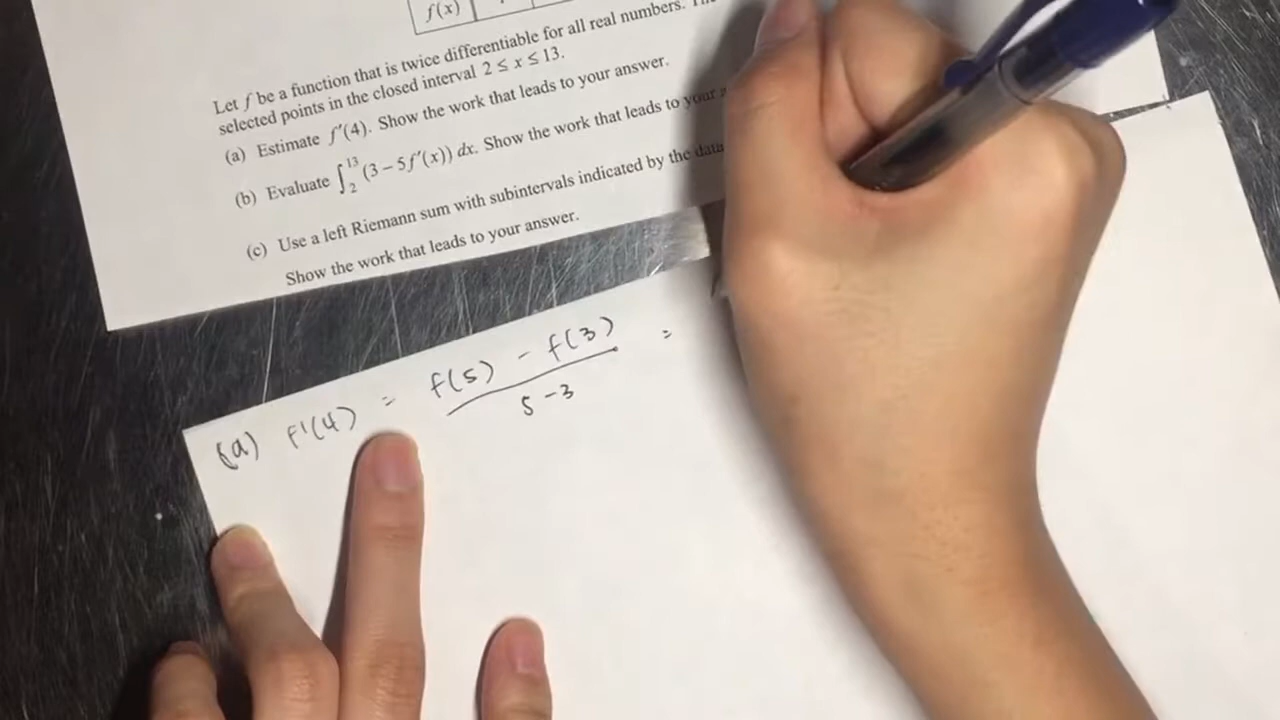 f(x)
Let f be a function that is twice differentiable for all real numbers.
selected points in the closed interval 2 ≤ x ≤ 13.
(a) Estimate f′(4). Show the work that leads to your answer.
(b) Evaluate ∫₂¹³ (3 − 5f′(x)) dx. Show the work that leads to your
(c) Use a left Riemann sum with subintervals indicated by the data
Show the work that leads to your answer.
(a) f'(4) = f(5) - f(3) =
5-3